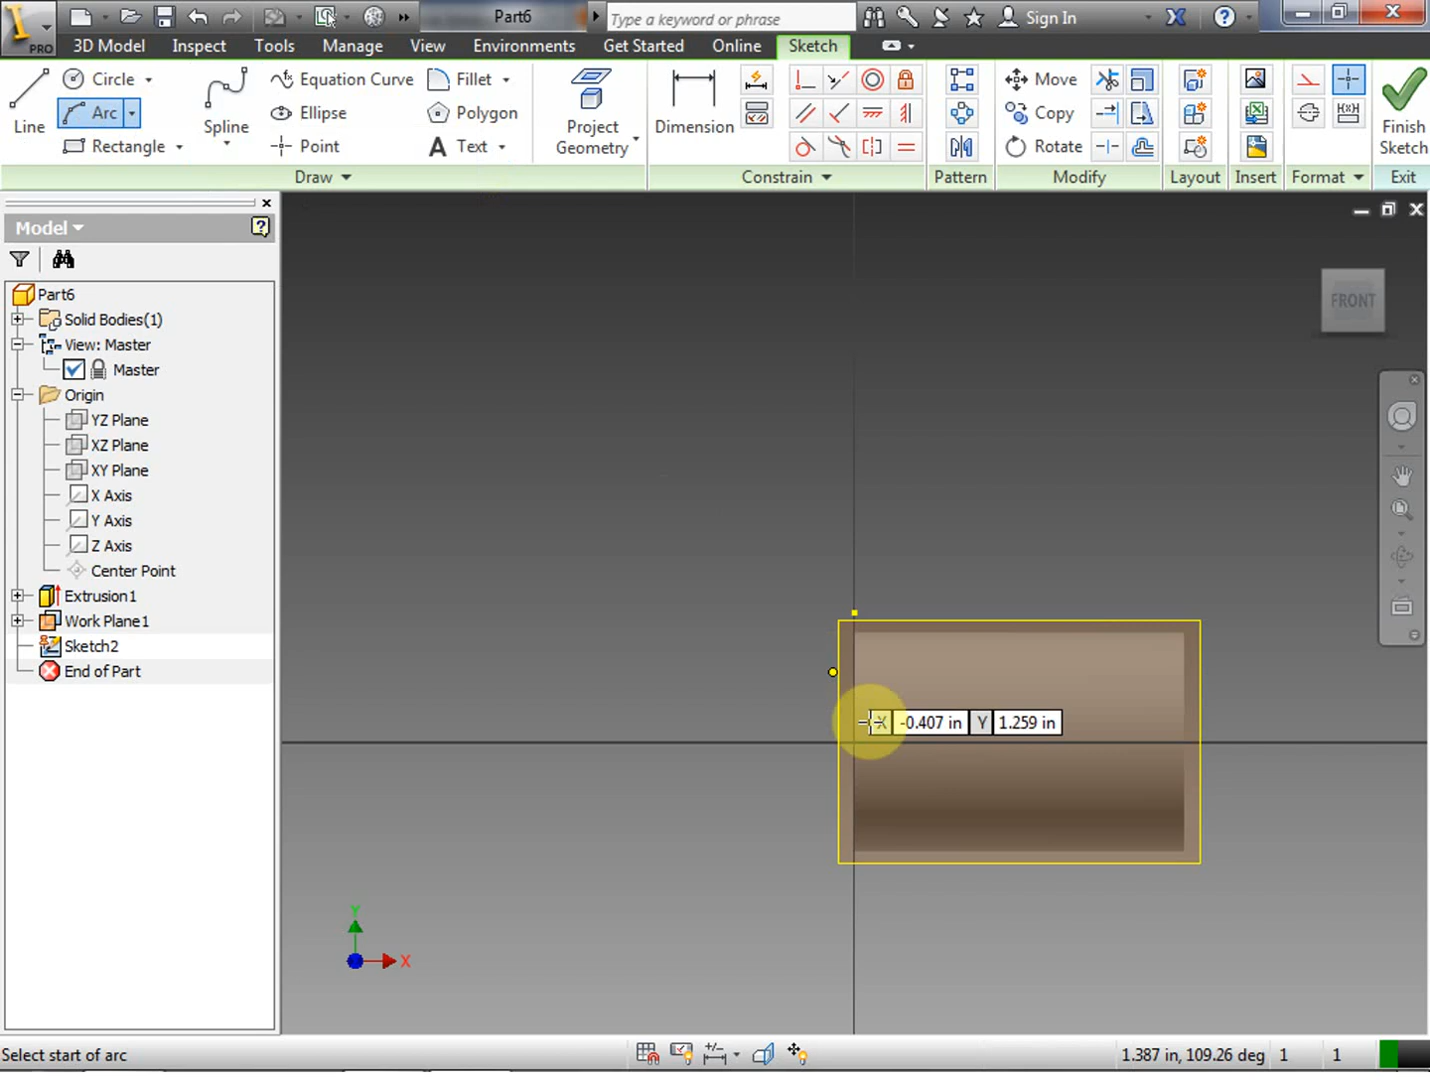 PRO
Part6
Type a keyword or phrase
Sign In
3D Model
Inspect
Tools
Manage
View
Environments
Get Started
Online
Sketch
Line
Circle
Arc
Rectangle
Spline
Equation Curve
Ellipse
Point
Fillet
Polygon
A Text
Project
Geometry
Dimension
Move
Copy
Rotate
Finish
Sketch
Draw
Constrain
Pattern
Modify
Layout
Insert
Format
Exit
Model
Part6
Solid Bodies(1)
View: Master
Master
Origin
YZ Plane
XZ Plane
XY Plane
X Axis
Y Axis
Z Axis
Center Point
Extrusion1
Work Plane1
Sketch2
End of Part
FRONT
X -0.407 in Y 1.259 in
Y
X
Select start of arc
1.387 in, 109.26 deg 1 1